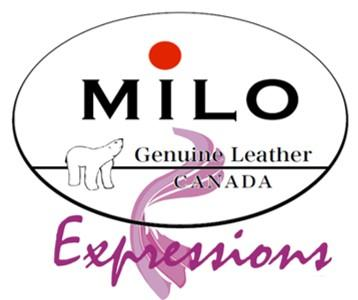 MILO
Genuine Leather
CANADA
Expressions